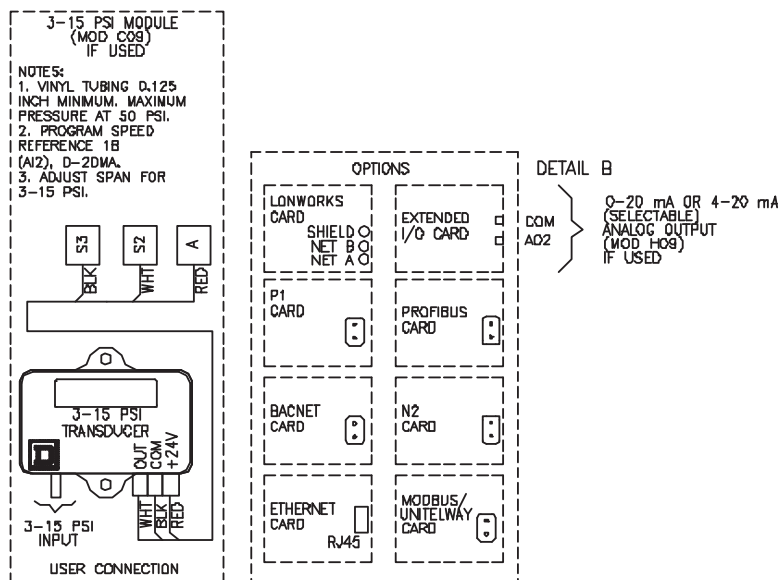 3-15 PSI MODULE
(MOD C09)
IF USED
NOTES:
1. VINYL TUBING 0.125
INCH MINIMUM. MAXIMUM
PRESSURE AT 50 PSI.
2. PROGRAM SPEED
REFERENCE 1B
(AI2), 0-20MA.
3. ADJUST SPAN FOR
3-15 PSI.
S3
S2
A
BLK
WHT
RED
3-15 PSI
TRANSDUCER
OUT
COM
+24V
WHT
BLK
RED
3-15 PSI
INPUT
USER CONNECTION
OPTIONS
LONWORKS
CARD
SHIELD
NET B
NET A
EXTENDED
I/O CARD
P1
CARD
PROFIBUS
CARD
BACNET
CARD
N2
CARD
ETHERNET
CARD
RJ45
MODBUS/
UNITELWAY
CARD
DETAIL B
COM
AO2
0-20 mA OR 4-20 mA
(SELECTABLE)
ANALOG OUTPUT
(MOD H09)
IF USED